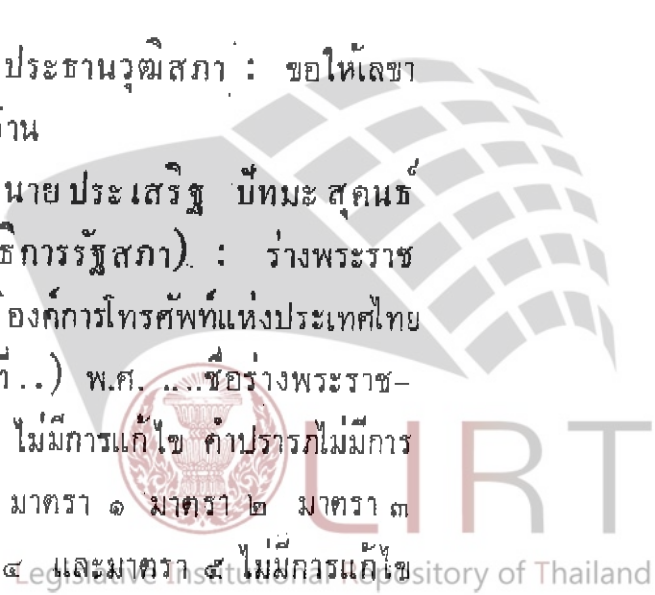 ประธานวุฒิสภา : ขอให้เลขา
นายประเสริฐ ปัทมะสุคนธ์
ธิการรัฐสภา) : ร่างพระราช
องค์การโทรศัพท์แห่งประเทศไทย
ที่..) พ.ศ. ....ชื่อร่างพระราช-
ไม่มีการแก้ไข คำปรารภไม่มีการ
มาตรา ๑ มาตรา ๒ มาตรา ๓
๔ และมาตรา ๕ ไม่มีการแก้ไข
LIRT
Legislative Institutional Repository of Thailand